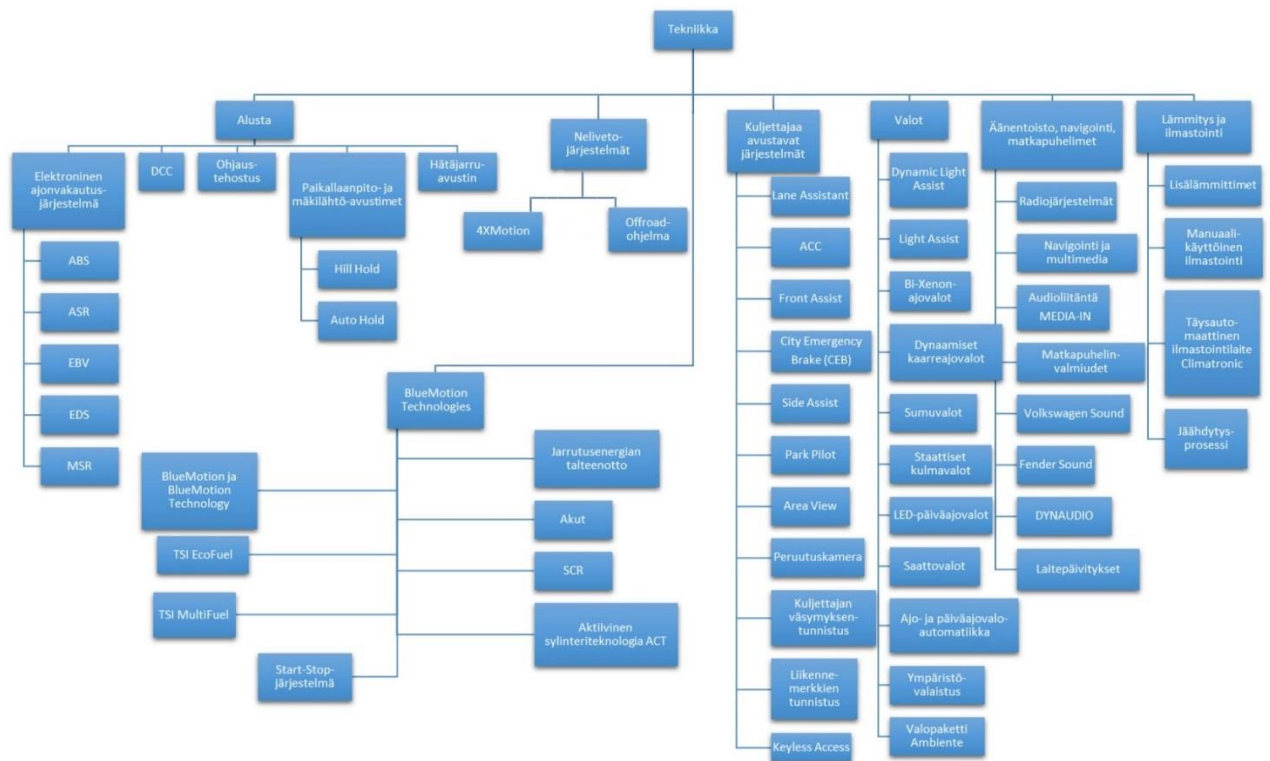 Tekniikka
Alusta
Elektroninen
ajonvakautus-
järjestelmä
ABS
ASR
EBV
EDS
MSR
DCC
Ohjaus-
tehostus
Paikallaanpito- ja
mäkilähtö-avustimet
Hill Hold
Auto Hold
Hätäjarru-
avustin
BlueMotion
Technologies
BlueMotion ja
BlueMotion
Technology
TSI EcoFuel
TSI MultiFuel
Start-Stop-
järjestelmä
Jarrutusenergian
talteenotto
Akut
SCR
Aktiivinen
sylinteriteknologia ACT
Neliveto-
järjestelmät
4XMotion
Offroad-
ohjelma
Kuljettajaa
avustavat
järjestelmät
Lane Assistant
ACC
Front Assist
City Emergency
Brake (CEB)
Side Assist
Park Pilot
Area View
Peruutuskamera
Kuljettajan
väsymyksen-
tunnistus
Liikenne-
merkkien
tunnistus
Keyless Access
Valot
Dynamic Light
Assist
Light Assist
Bi-Xenon-
ajovalot
Dynaamiset
kaarreajovalot
Sumuvalot
Staattiset
kulmavalot
LED-päiväajovalot
Saattovalot
Ajo- ja päiväajovalo-
automatiikka
Ympäristö-
valaistus
Valopaketti
Ambiente
Äänentoisto, navigointi,
matkapuhelimet
Radiojärjestelmät
Navigointi ja
multimedia
Audioliitäntä
MEDIA-IN
Matkapuhelin-
valmiudet
Volkswagen Sound
Fender Sound
DYNAUDIO
Laitepäivitykset
Lämmitys ja
ilmastointi
Lisälämmittimet
Manuaali-
käyttöinen
ilmastointi
Täysauto-
maattinen
ilmastointilaite
Climatronic
Jäähdytys-
prosessi